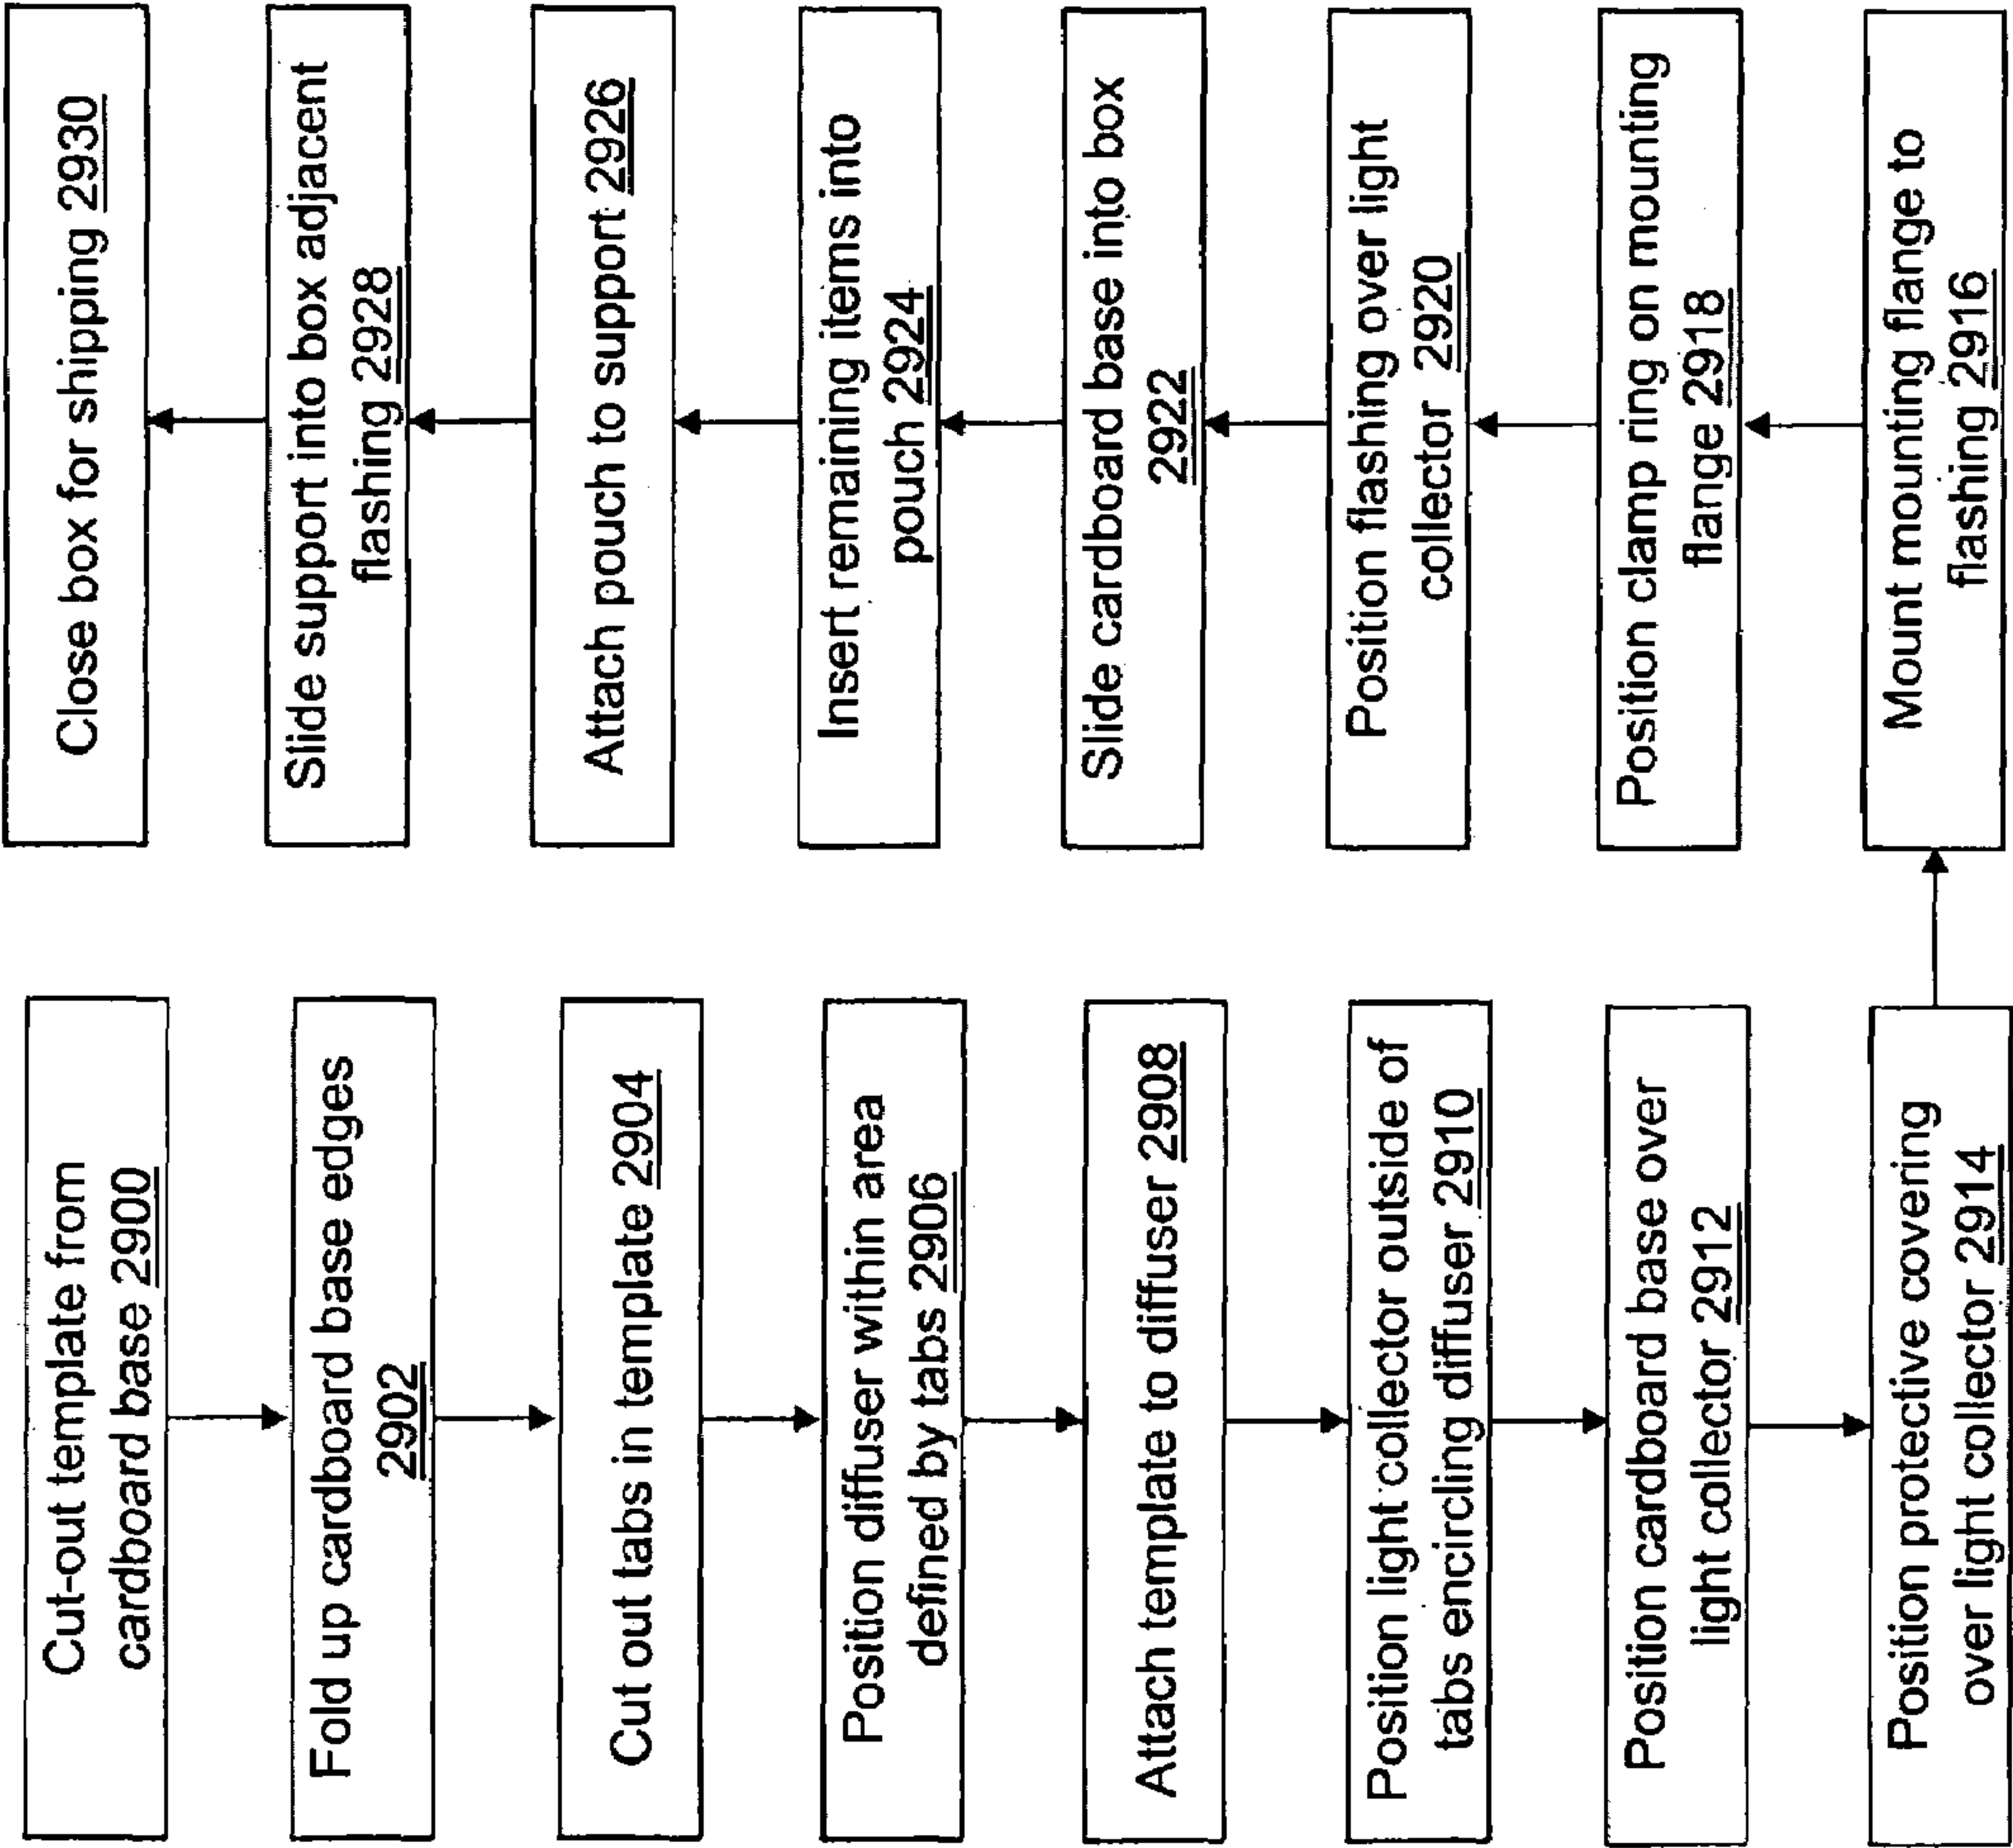 Cut-out template from
cardboard base 2900
Fold up cardboard base edges
2902
Cut out tabs in template 2904
Position diffuser within area
defined by tabs 2906
Attach template to diffuser 2908
Position light collector outside of
tabs encircling diffuser 2910
Position cardboard base over
light collector 2912
Position protective covering
over light collector 2914
Mount mounting flange to
flashing 2916
Position clamp ring on mounting
flange 2918
Position flashing over light
collector 2920
Slide cardboard base into box
2922
Insert remaining items into
pouch 2924
Attach pouch to support 2926
Slide support into box adjacent
flashing 2928
Close box for shipping 2930